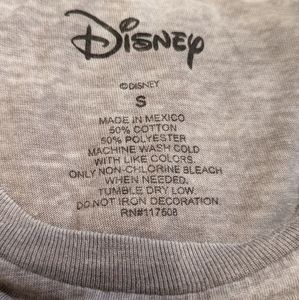 Disney
©DISNEY
S
MADE IN MEXICO
50% COTTON
50% POLYESTER
MACHINE WASH COLD
WITH LIKE COLORS.
ONLY NON-CHLORINE BLEACH
WHEN NEEDED.
TUMBLE DRY LOW.
DO NOT IRON DECORATION.
RN#117508